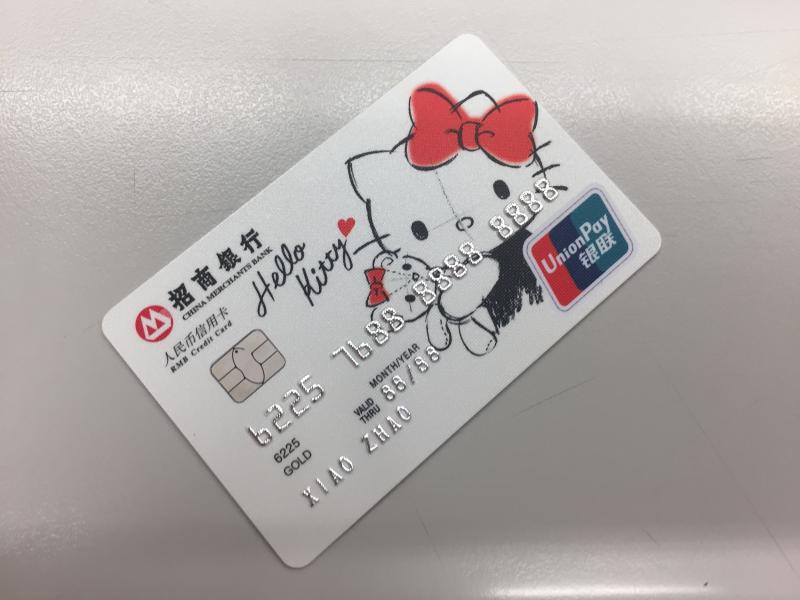 招商银行
CHINA MERCHANTS BANK
人民币信用卡
RMB Credit Card
Hello
Kitty
UnionPay
银联
6225 7688 8888 8888
6225
GOLD
MONTH/YEAR
VALID
THRU
88/88
XIAO ZHAO